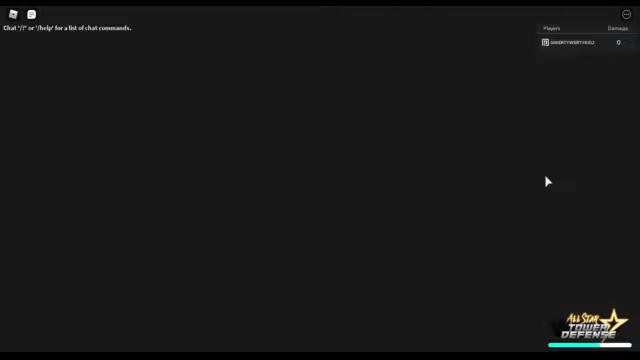 Chat '/?' or '/help' for a list of chat commands.
Players Damage
0
ALL STAR
TOWER
DEFENSE